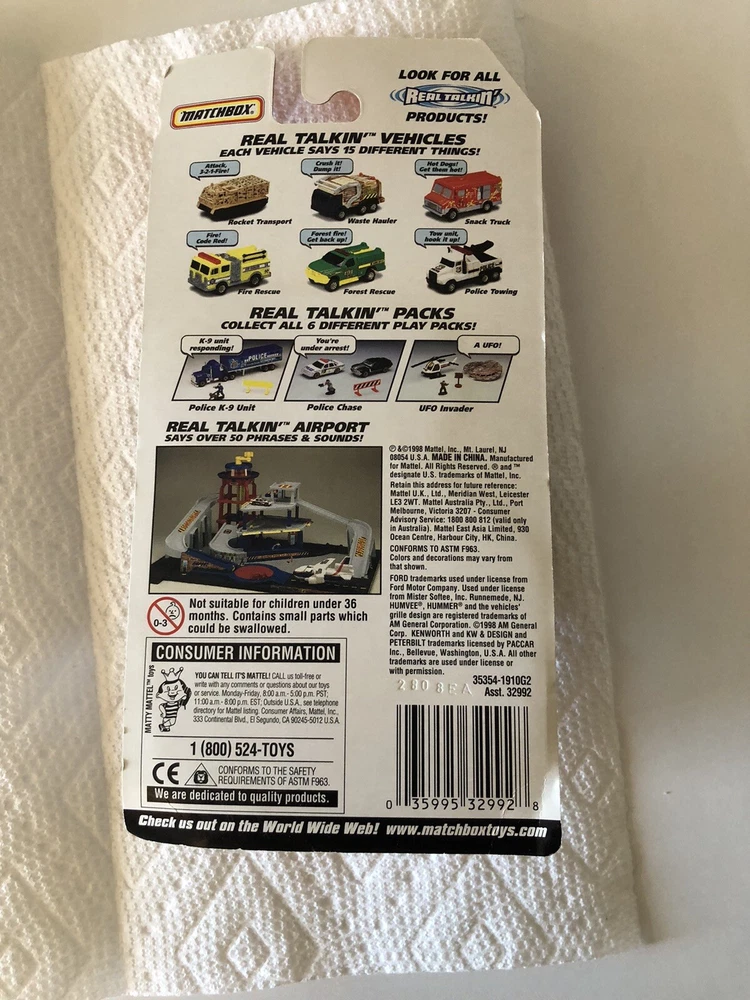 MATCHBOX®
LOOK FOR ALL
REAL TALKIN'™
PRODUCTS!
REAL TALKIN'™ VEHICLES
EACH VEHICLE SAYS 15 DIFFERENT THINGS!
Attack,
3-2-1-Fire!
Crush it!
Dump it!
Hot Dogs!
Get them hot!
Rocket Transport
Waste Hauler
Snack Truck
Fire!
Code Red!
Forest fire!
Get back up!
Tow unit,
hook it up!
Fire Rescue
Forest Rescue
Police Towing
REAL TALKIN'™ PACKS
COLLECT ALL 6 DIFFERENT PLAY PACKS!
K-9 unit
responding!
You're
under arrest!
A UFO!
POLICE
Police K-9 Unit
Police Chase
UFO Invader
REAL TALKIN'™ AIRPORT
SAYS OVER 50 PHRASES & SOUNDS!
℗ &©1998 Mattel, Inc., Mt. Laurel, NJ
08054 U.S.A. MADE IN CHINA. Manufactured
for Mattel. All Rights Reserved. ® and ™
designate U.S. trademarks of Mattel, Inc.
Retain this address for future reference:
Mattel U.K., Ltd., Meridian West, Leicester
LE3 2WT. Mattel Australia Pty., Ltd., Port
Melbourne, Victoria 3207 - Consumer
Advisory Service: 1800 800 812 (valid only
in Australia). Mattel East Asia Limited, 930
Ocean Centre, Harbour City, HK, China.
CONFORMS TO ASTM F963.
Colors and decorations may vary from
that shown.
FORD trademarks used under license from
Ford Motor Company. Used under license
from Mister Softee, Inc. Runnemede, NJ.
HUMVEE®, HUMMER® and the vehicles'
grille design are registered trademarks of
AM General Corporation. ©1998 AM General
Corp. KENWORTH and KW & DESIGN and
PETERBILT trademarks licensed by PACCAR
Inc., Bellevue, Washington, U.S.A. All other
trademarks are used under license or
with permission.
35354-1910G2
Asst. 32992
2808EA
0-3
Not suitable for children under 36
months. Contains small parts which
could be swallowed.
CONSUMER INFORMATION
MATTY MATTEL™ toys
YOU CAN TELL IT'S MATTEL! CALL us toll-free or
write with any comments or questions about our toys
or service. Monday-Friday, 8:00 a.m.- 5:00 p.m. PST;
11:00 a.m.- 8:00 p.m. EST; Outside U.S.A., see telephone
directory for Mattel listing. Consumer Affairs, Mattel, Inc.,
333 Continental Blvd., El Segundo, CA 90245-5012 U.S.A.
1 (800) 524-TOYS
CE
CONFORMS TO THE SAFETY
REQUIREMENTS OF ASTM F963.
We are dedicated to quality products.
0 35995 32992 8
Check us out on the World Wide Web! www.matchboxtoys.com